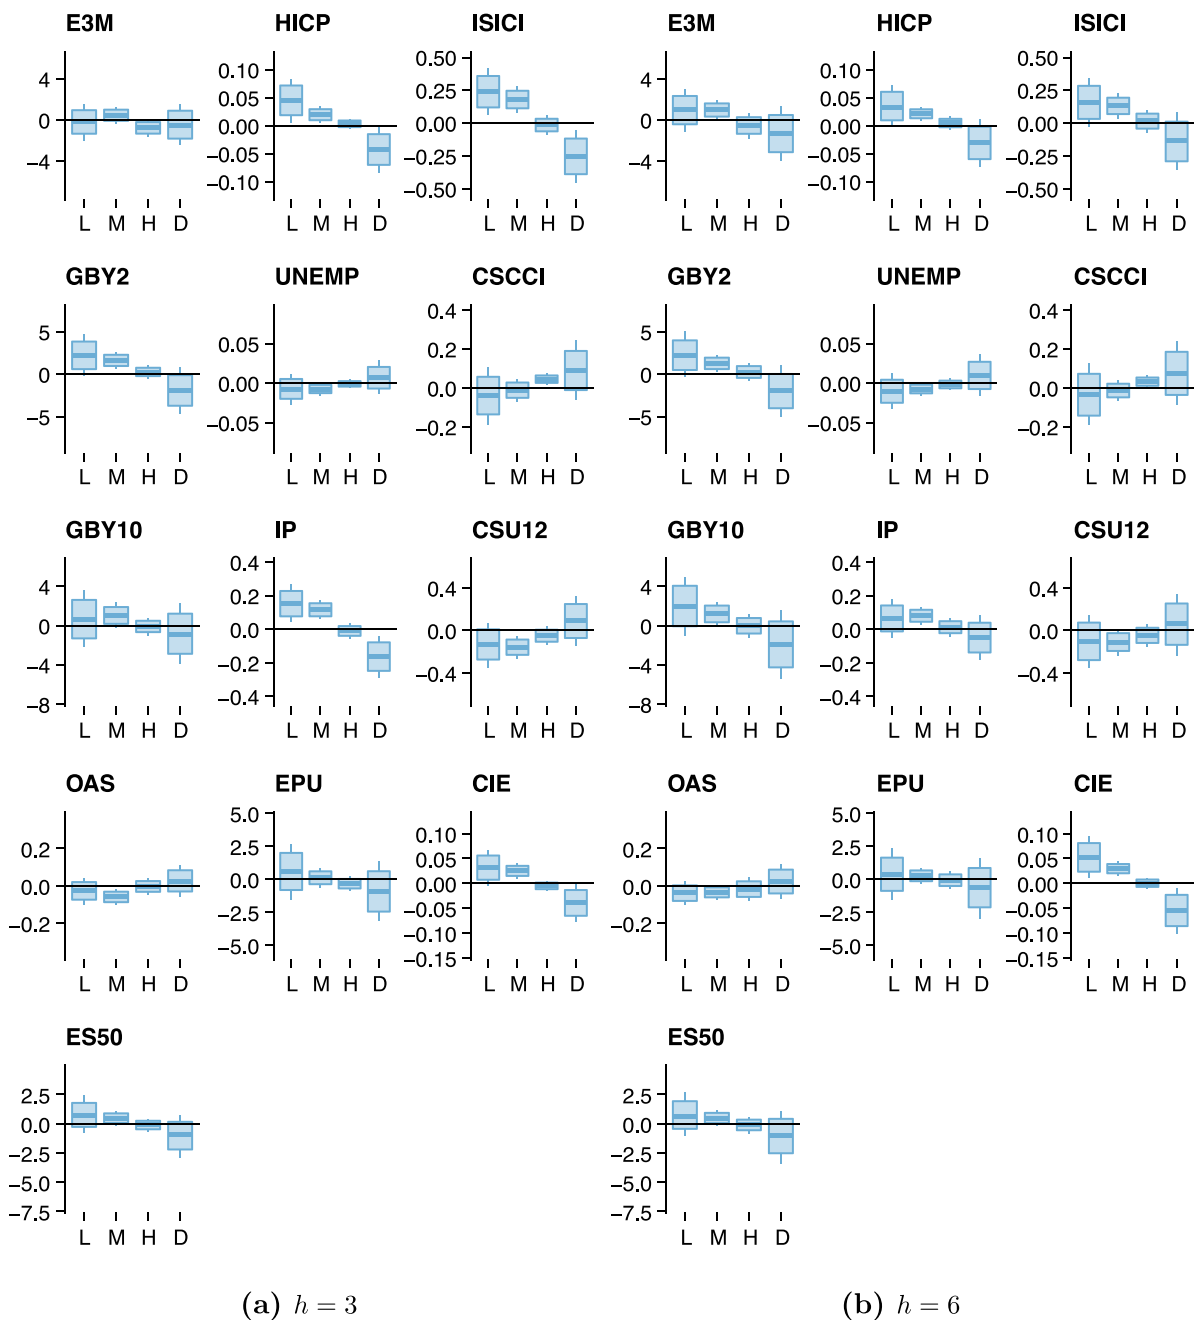 E3M HICP ISICI E3M HICP ISICI
4 0 −4 L M H D
0.10 0.05 0.00 −0.05 −0.10 L M H D
0.50 0.25 0.00 −0.25 −0.50 L M H D
4 0 −4 L M H D
0.10 0.05 0.00 −0.05 −0.10 L M H D
0.50 0.25 0.00 −0.25 −0.50 L M H D
GBY2 UNEMP CSCCI GBY2 UNEMP CSCCI
5 0 −5 L M H D
0.05 0.00 −0.05 L M H D
0.4 0.2 0.0 −0.2 L M H D
5 0 −5 L M H D
0.05 0.00 −0.05 L M H D
0.4 0.2 0.0 −0.2 L M H D
GBY10 IP CSU12 GBY10 IP CSU12
4 0 −4 −8 L M H D
0.4 0.2 0.0 −0.2 −0.4 L M H D
0.4 0.0 −0.4 L M H D
4 0 −4 −8 L M H D
0.4 0.2 0.0 −0.2 −0.4 L M H D
0.4 0.0 −0.4 L M H D
OAS EPU CIE OAS EPU CIE
0.2 0.0 −0.2 L M H D
5.0 2.5 0.0 −2.5 −5.0 L M H D
0.10 0.05 0.00 −0.05 −0.10 −0.15 L M H D
0.2 0.0 −0.2 L M H D
5.0 2.5 0.0 −2.5 −5.0 L M H D
0.10 0.05 0.00 −0.05 −0.10 −0.15 L M H D
ES50 ES50
2.5 0.0 −2.5 −5.0 −7.5 L M H D
2.5 0.0 −2.5 −5.0 −7.5 L M H D
(a) h = 3 (b) h = 6